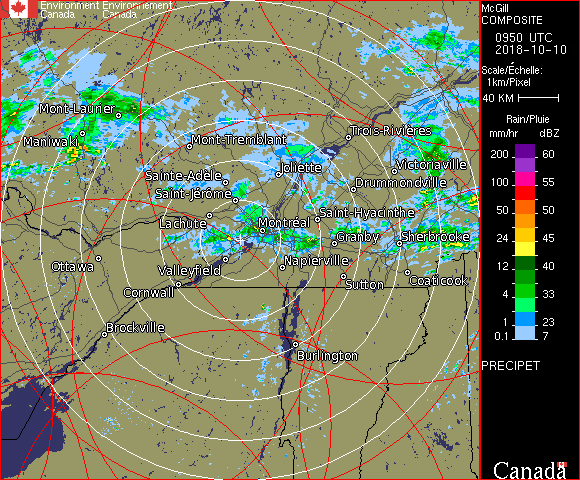 Environment Environnement
Canada Canada
McGill
COMPOSITE
0950 UTC
2018-10-10
Scale/Échelle:
1km/Pixel
40 KM
Rain/Pluie
mm/hr dBZ
200 60
100 55
50 50
24 45
12 40
4 33
1 23
0.1 7
PRECIPET
Canada
Mont-Laurier
Maniwaki
Mont-Tremblant
Trois-Rivières
Sainte-Adèle
Joliette
Victoriaville
Saint-Jérôme
Drummondville
Lachute
Montréal
Saint-Hyacinthe
Granby
Sherbrooke
Ottawa
Valleyfield
Napierville
Cornwall
Sutton
Coaticook
Brockville
Burlington